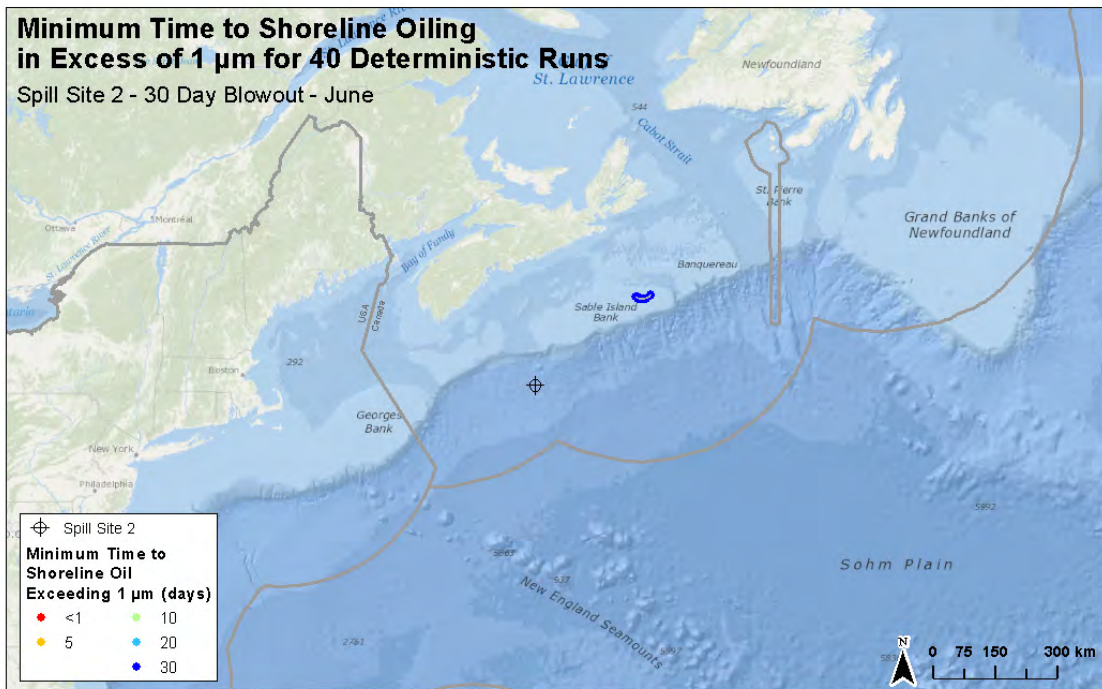 Minimum Time to Shoreline Oiling
in Excess of 1 µm for 40 Deterministic Runs
Spill Site 2 - 30 Day Blowout - June
St. Lawrence
Newfoundland
544
Cabot Strait
St. Pierre
Bank
Grand Banks of
Newfoundland
Ottawa
Montréal
St. Lawrence River
Bay of Fundy
Banquereau
Sable Island
Bank
USA
Canada
292
Boston
Georges
Bank
New York
Philadelphia
5992
Sohm Plain
937
New England Seamounts
2761
Spill Site 2
Minimum Time to
Shoreline Oil
Exceeding 1 µm (days)
<1
5
10
20
30
N
0 75 150 300 km